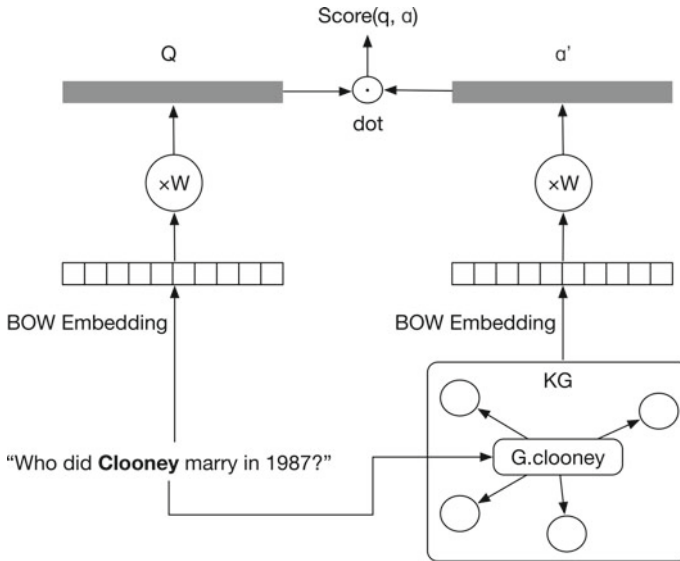 Score(q, ɑ)
Q
ɑ’
dot
×W
×W
BOW Embedding
BOW Embedding
KG
“Who did Clooney marry in 1987?”
G.clooney